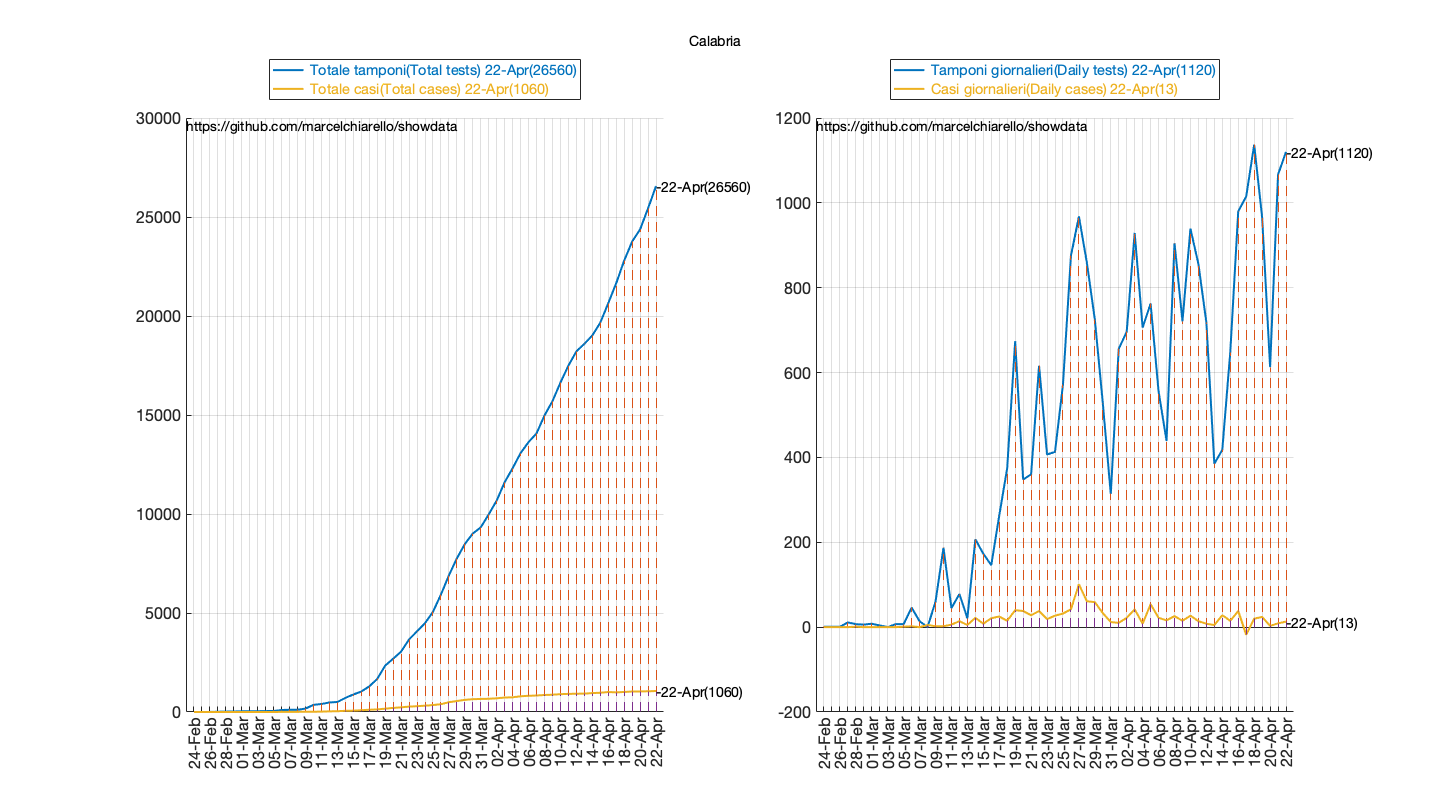 Calabria
Totale tamponi(Total tests) 22-Apr(26560)
Totale casi(Total cases) 22-Apr(1060)
https://github.com/marcelchiarello/showdata
30000
25000
20000
15000
10000
5000
0
22-Apr(26560)
22-Apr(1060)
24-Feb
26-Feb
28-Feb
01-Mar
03-Mar
05-Mar
07-Mar
09-Mar
11-Mar
13-Mar
15-Mar
17-Mar
19-Mar
21-Mar
23-Mar
25-Mar
27-Mar
29-Mar
31-Mar
02-Apr
04-Apr
06-Apr
08-Apr
10-Apr
12-Apr
14-Apr
16-Apr
18-Apr
20-Apr
22-Apr
Tamponi giornalieri(Daily tests) 22-Apr(1120)
Casi giornalieri(Daily cases) 22-Apr(13)
https://github.com/marcelchiarello/showdata
1200
1000
800
600
400
200
0
-200
22-Apr(1120)
22-Apr(13)
24-Feb
26-Feb
28-Feb
01-Mar
03-Mar
05-Mar
07-Mar
09-Mar
11-Mar
13-Mar
15-Mar
17-Mar
19-Mar
21-Mar
23-Mar
25-Mar
27-Mar
29-Mar
31-Mar
02-Apr
04-Apr
06-Apr
08-Apr
10-Apr
12-Apr
14-Apr
16-Apr
18-Apr
20-Apr
22-Apr